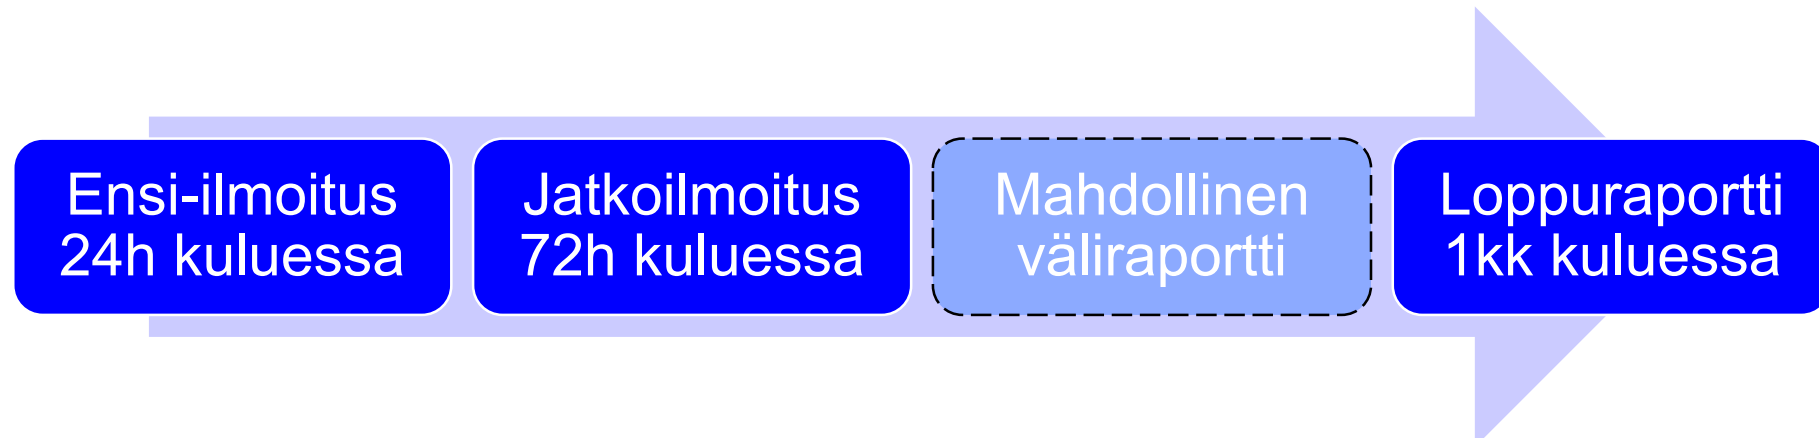 Ensi-ilmoitus
24h kuluessa
Jatkoilmoitus
72h kuluessa
Mahdollinen
väliraportti
Loppuraportti
1kk kuluessa